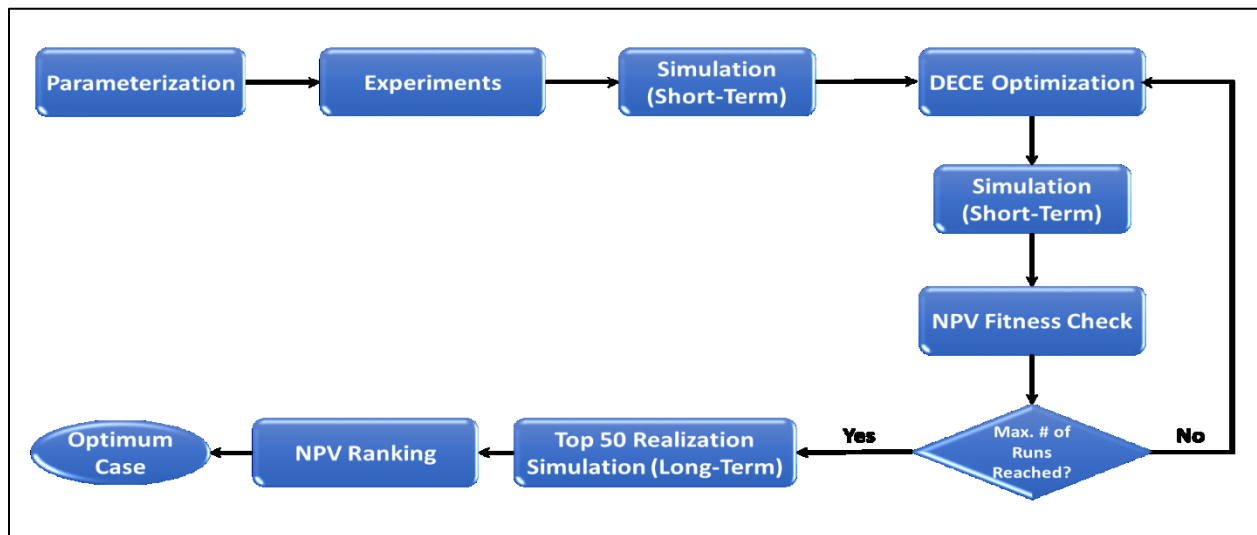 Parameterization
Experiments
Simulation
(Short-Term)
DECE Optimization
Simulation
(Short-Term)
NPV Fitness Check
Max. # of
Runs
Reached?
Yes
No
Top 50 Realization
Simulation (Long-Term)
NPV Ranking
Optimum
Case